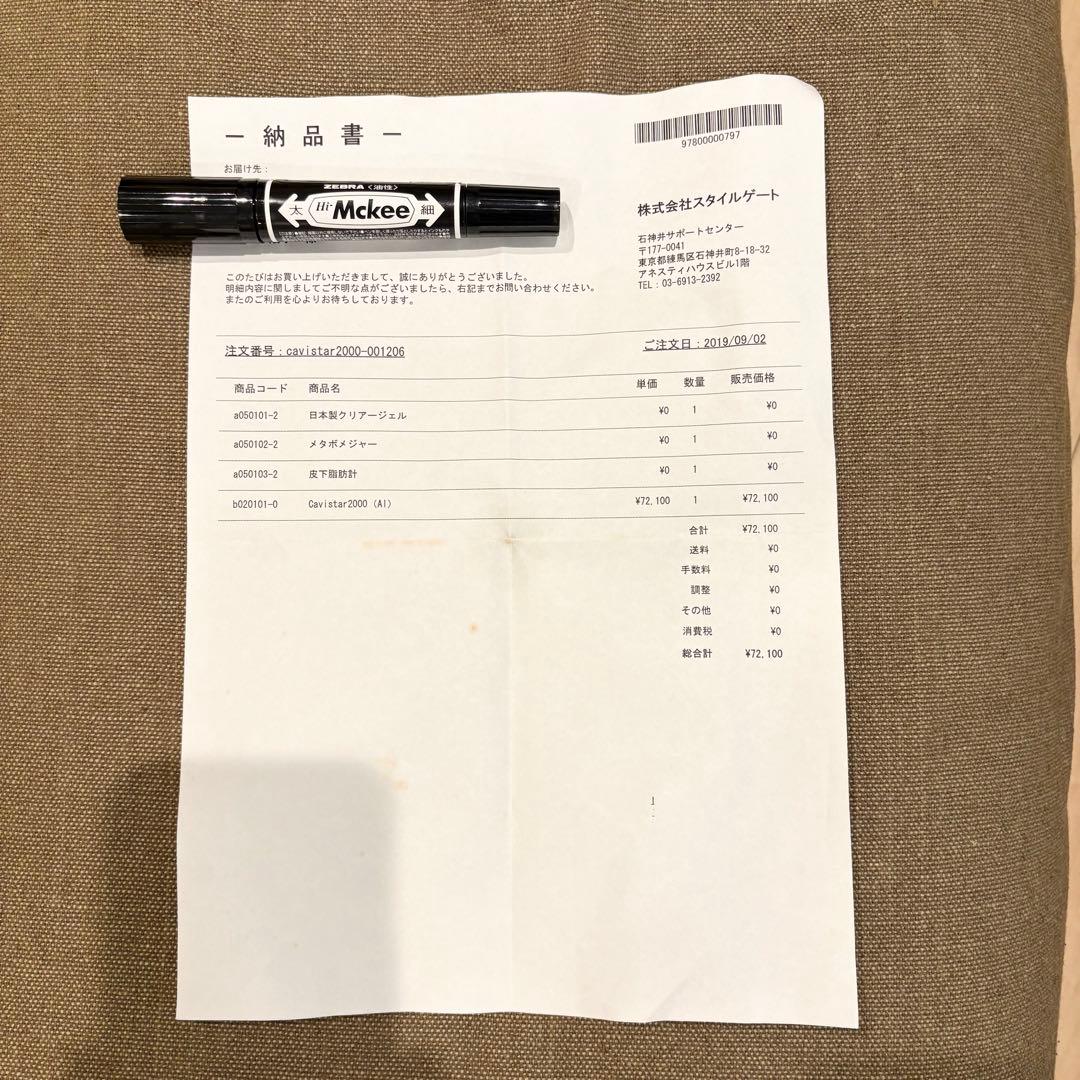 ― 納 品 書 ―
97800000797
お届け先：
ZEBRA〈油性〉
太 Hi-Mckee 細
株式会社スタイルゲート
石神井サポートセンター
〒177-0041
東京都練馬区石神井町8-18-32
アネスティハウスビル1階
TEL：03-6913-2392
このたびはお買い上げいただきまして、誠にありがとうございました。
明細内容に関しましてご不明な点がございましたら、右記までお問い合わせください。
またのご利用を心よりお待ちしております。
注文番号：cavistar2000-001206 ご注文日：2019/09/02
商品コード 商品名 単価 数量 販売価格
a050101-2 日本製クリアージェル ¥0 1 ¥0
a050102-2 メタボメジャー ¥0 1 ¥0
a050103-2 皮下脂肪計 ¥0 1 ¥0
b020101-0 Cavistar2000（AI） ¥72,100 1 ¥72,100
合計 ¥72,100
送料 ¥0
手数料 ¥0
調整 ¥0
その他 ¥0
消費税 ¥0
総合計 ¥72,100